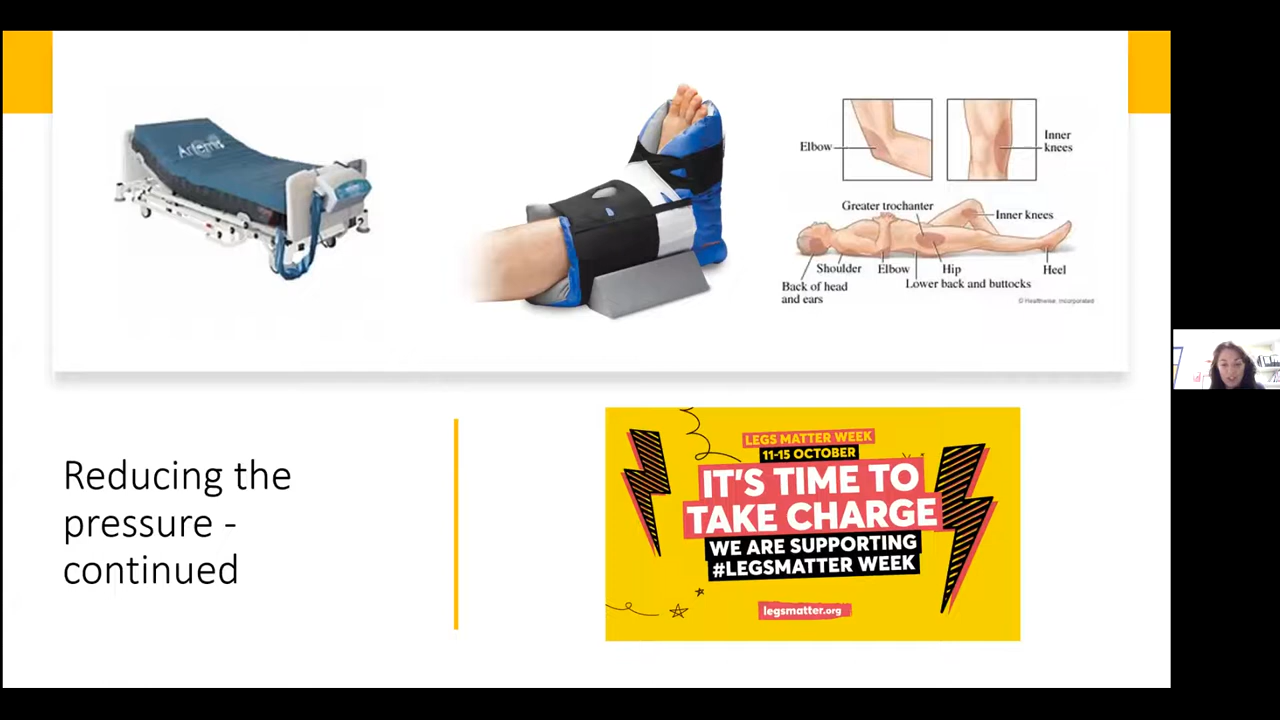 Artemis
Elbow
Inner
knees
Greater trochanter
Inner knees
Shoulder
Elbow
Hip
Heel
Back of head
and ears
Lower back and buttocks
© Healthwise, Incorporated
Reducing the
pressure -
continued
LEGS MATTER WEEK
11-15 OCTOBER
IT'S TIME TO
TAKE CHARGE
WE ARE SUPPORTING
#LEGSMATTER WEEK
legsmatter.org